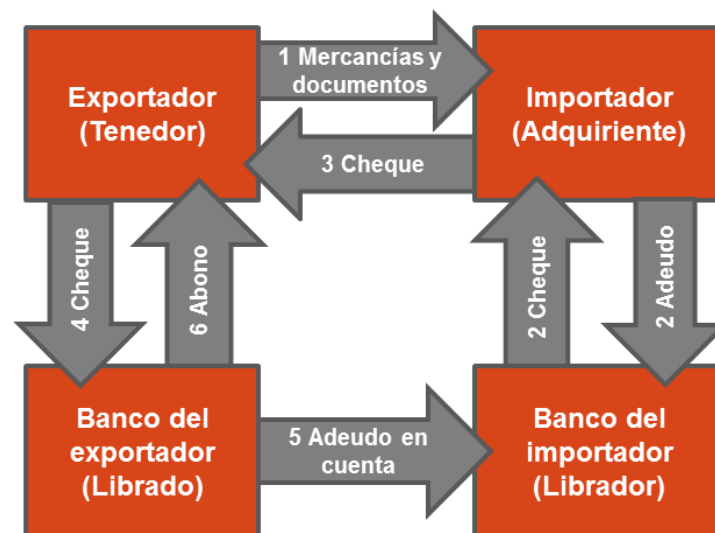 Exportador
(Tenedor)
1 Mercancías y
documentos
Importador
(Adquiriente)
3 Cheque
4 Cheque
6 Abono
2 Cheque
2 Adeudo
Banco del
exportador
(Librado)
5 Adeudo en
cuenta
Banco del
importador
(Librador)